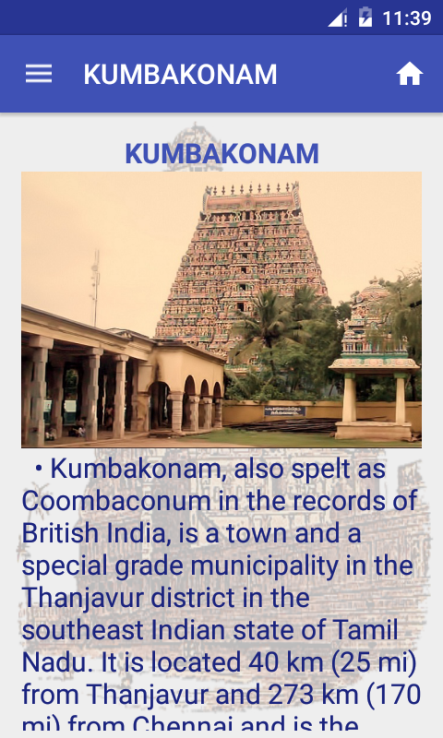 11:39
KUMBAKONAM
KUMBAKONAM
• Kumbakonam, also spelt as
Coombaconum in the records of
British India, is a town and a
special grade municipality in the
Thanjavur district in the
southeast Indian state of Tamil
Nadu. It is located 40 km (25 mi)
from Thanjavur and 273 km (170
mi) from Chennai and is the